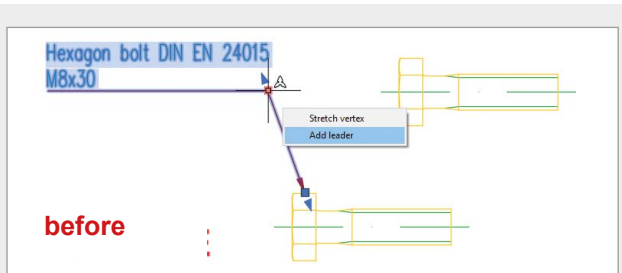 Hexagon bolt DIN EN 24015
M8x30
Stretch vertex
Add leader
before